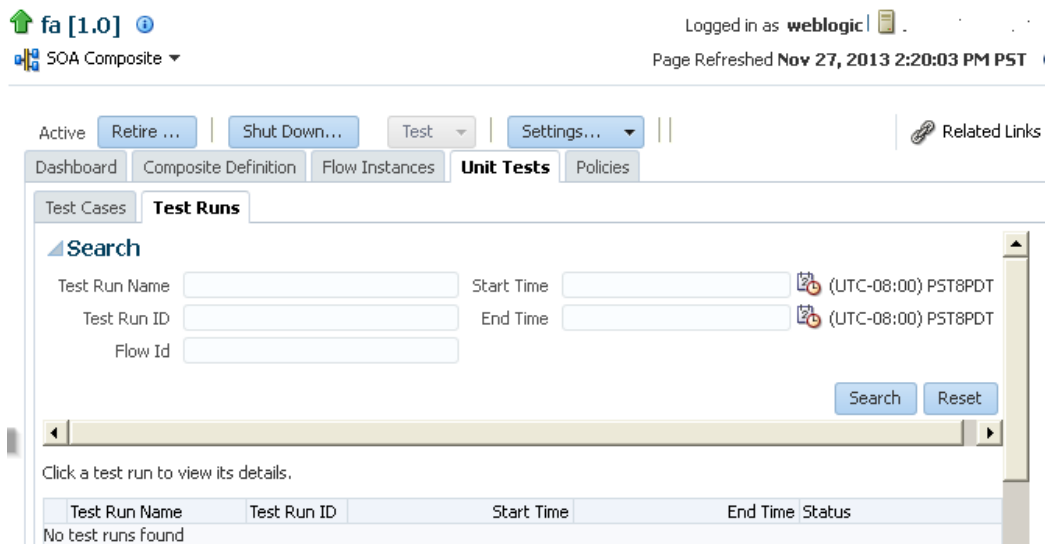 fa [1.0]
Logged in as weblogic
SOA Composite
Page Refreshed Nov 27, 2013 2:20:03 PM PST
Active Retire ... Shut Down... Test Settings... Related Links
Dashboard Composite Definition Flow Instances Unit Tests Policies
Test Cases Test Runs
Search
Test Run Name Start Time (UTC-08:00) PST8PDT
Test Run ID End Time (UTC-08:00) PST8PDT
Flow Id
Search Reset
Click a test run to view its details.
Test Run Name Test Run ID Start Time End Time Status
No test runs found